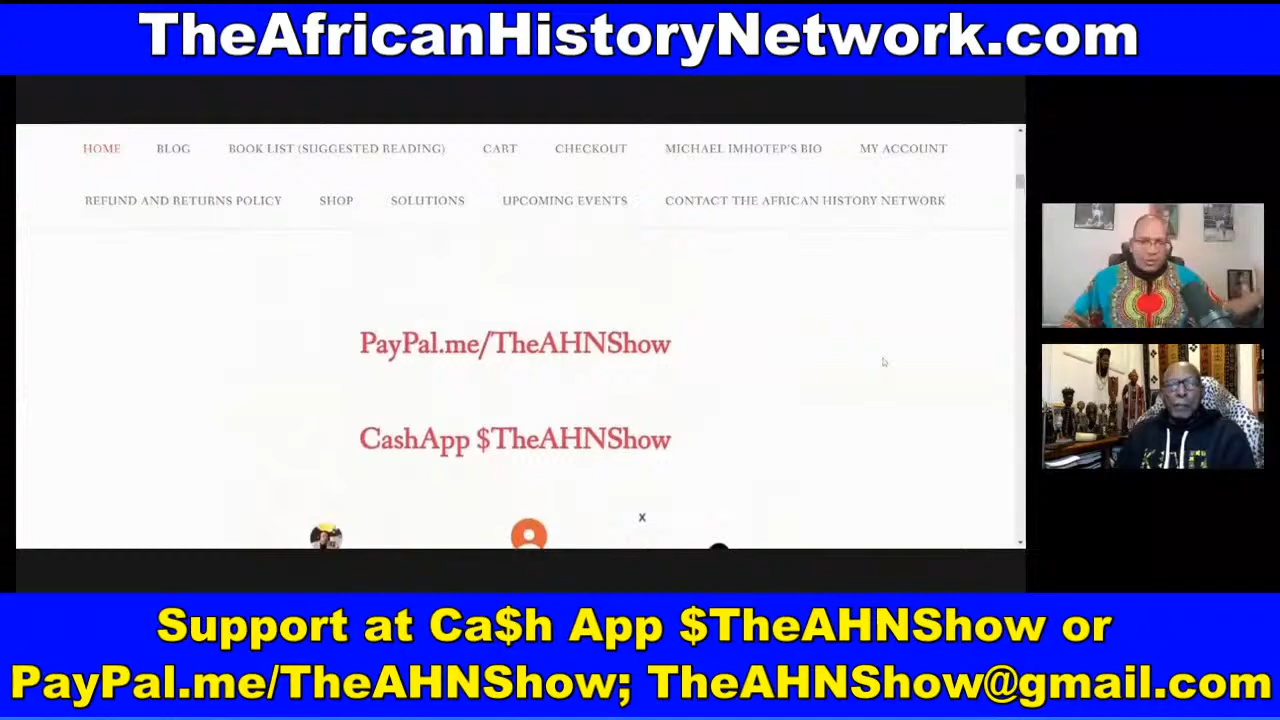 TheAfricanHistoryNetwork.com
HOME BLOG BOOK LIST (SUGGESTED READING) CART CHECKOUT MICHAEL IMHOTEP'S BIO MY ACCOUNT
REFUND AND RETURNS POLICY SHOP SOLUTIONS UPCOMING EVENTS CONTACT THE AFRICAN HISTORY NETWORK
PayPal.me/TheAHNShow
CashApp $TheAHNShow
X
Support at Ca$h App $TheAHNShow or
PayPal.me/TheAHNShow; TheAHNShow@gmail.com